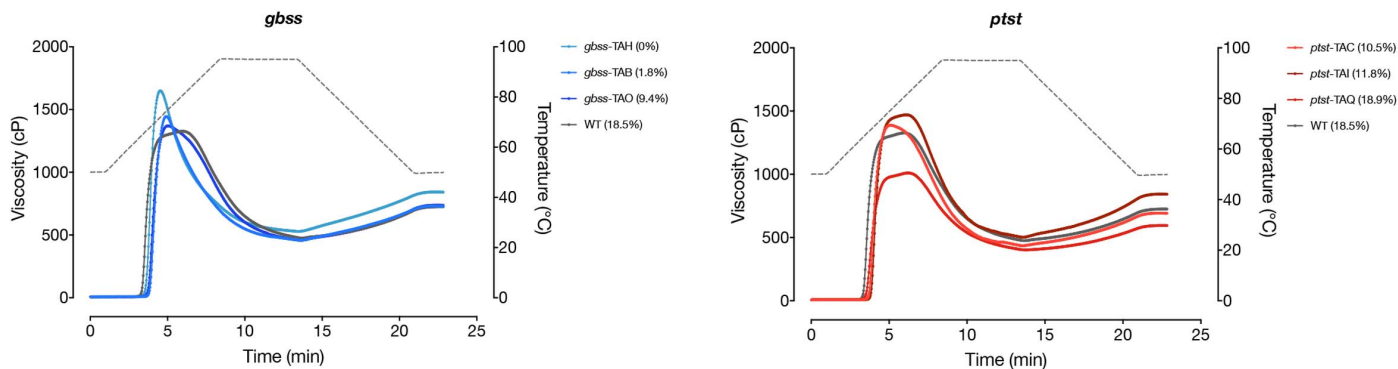 gbss
2000
1500
1000
500
0
Viscosity (cP)
0
5
10
15
20
25
Time (min)
100
80
60
40
20
0
Temperature (°C)
gbss-TAH (0%)
gbss-TAB (1.8%)
gbss-TAO (9.4%)
WT (18.5%)
ptst
2000
1500
1000
500
0
Viscosity (cP)
0
5
10
15
20
25
Time (min)
100
80
60
40
20
0
Temperature (°C)
ptst-TAC (10.5%)
ptst-TAI (11.8%)
ptst-TAQ (18.9%)
WT (18.5%)